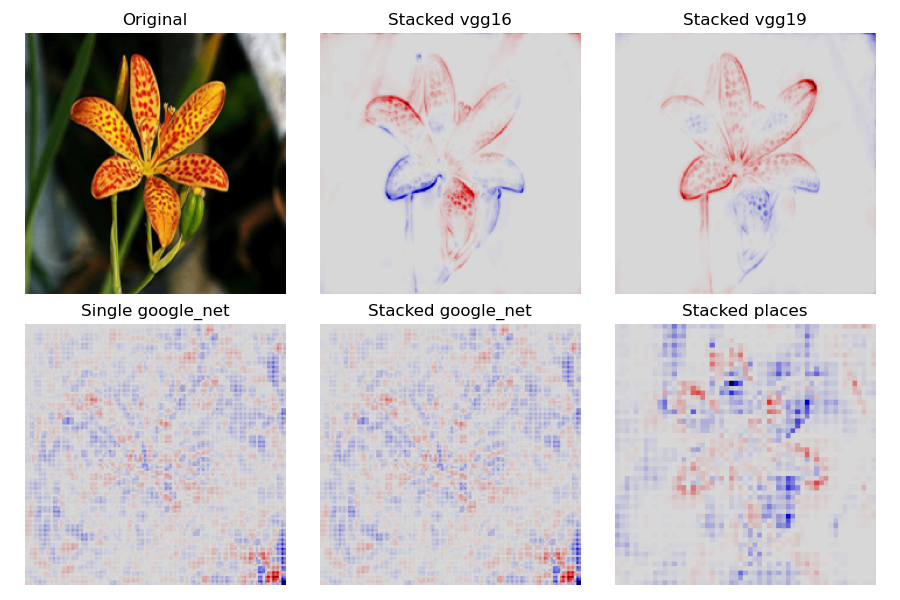 Original
Stacked vgg16
Stacked vgg19
Single google_net
Stacked google_net
Stacked places